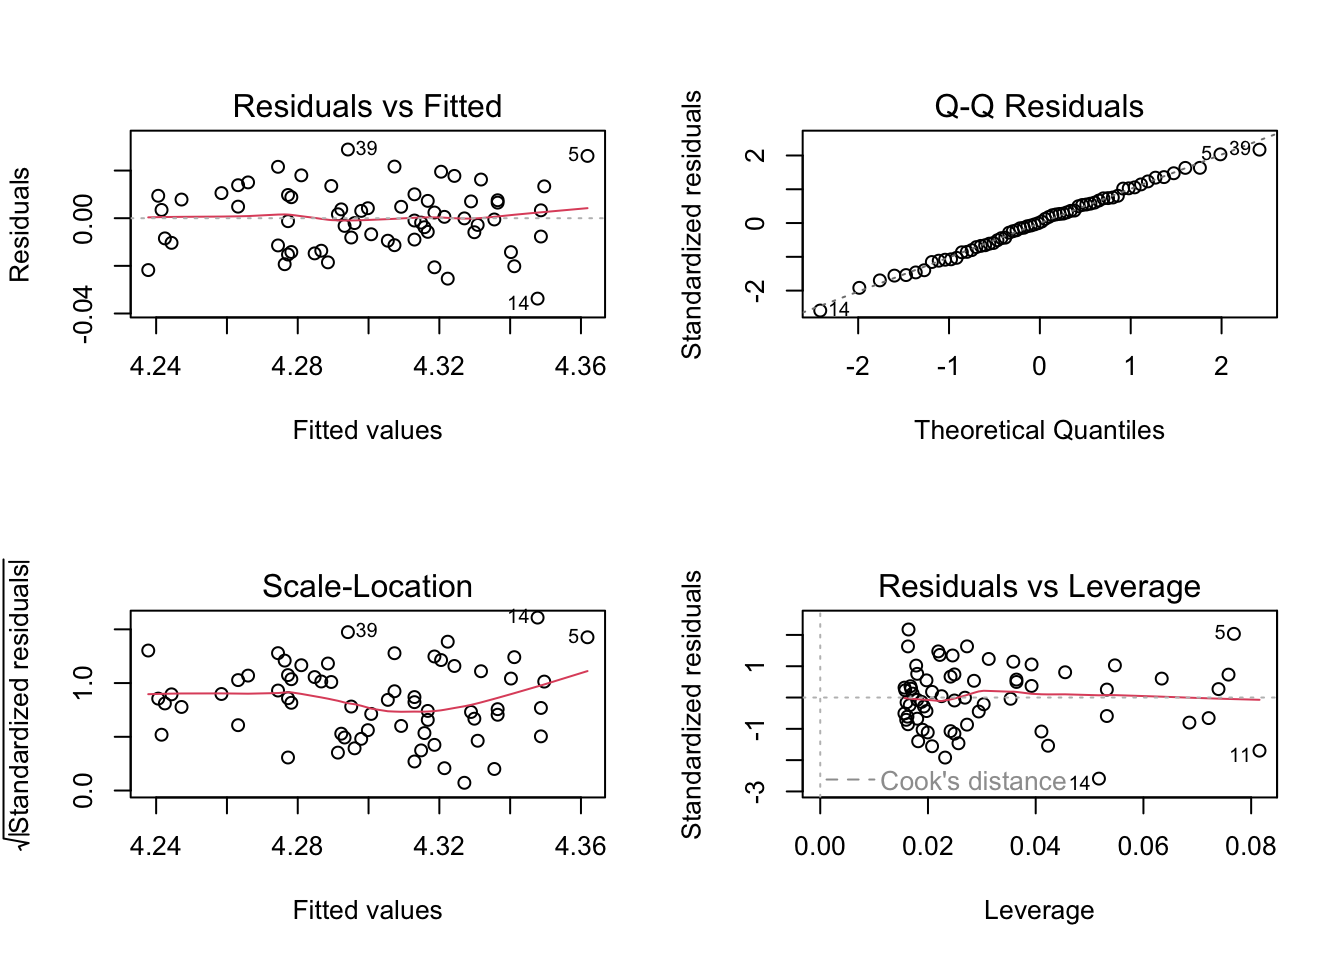 Residuals vs Fitted
Residuals
0.00
-0.04
39
5
14
4.24 4.28 4.32 4.36
Fitted values
Q-Q Residuals
Standardized residuals
2
0
-2
5 39
14
-2 -1 0 1 2
Theoretical Quantiles
Scale-Location
√|Standardized residuals|
1.0
0.0
39
14
5
4.24 4.28 4.32 4.36
Fitted values
Residuals vs Leverage
Standardized residuals
1
-1
-3
5
11
Cook's distance 14
0.00 0.02 0.04 0.06 0.08
Leverage